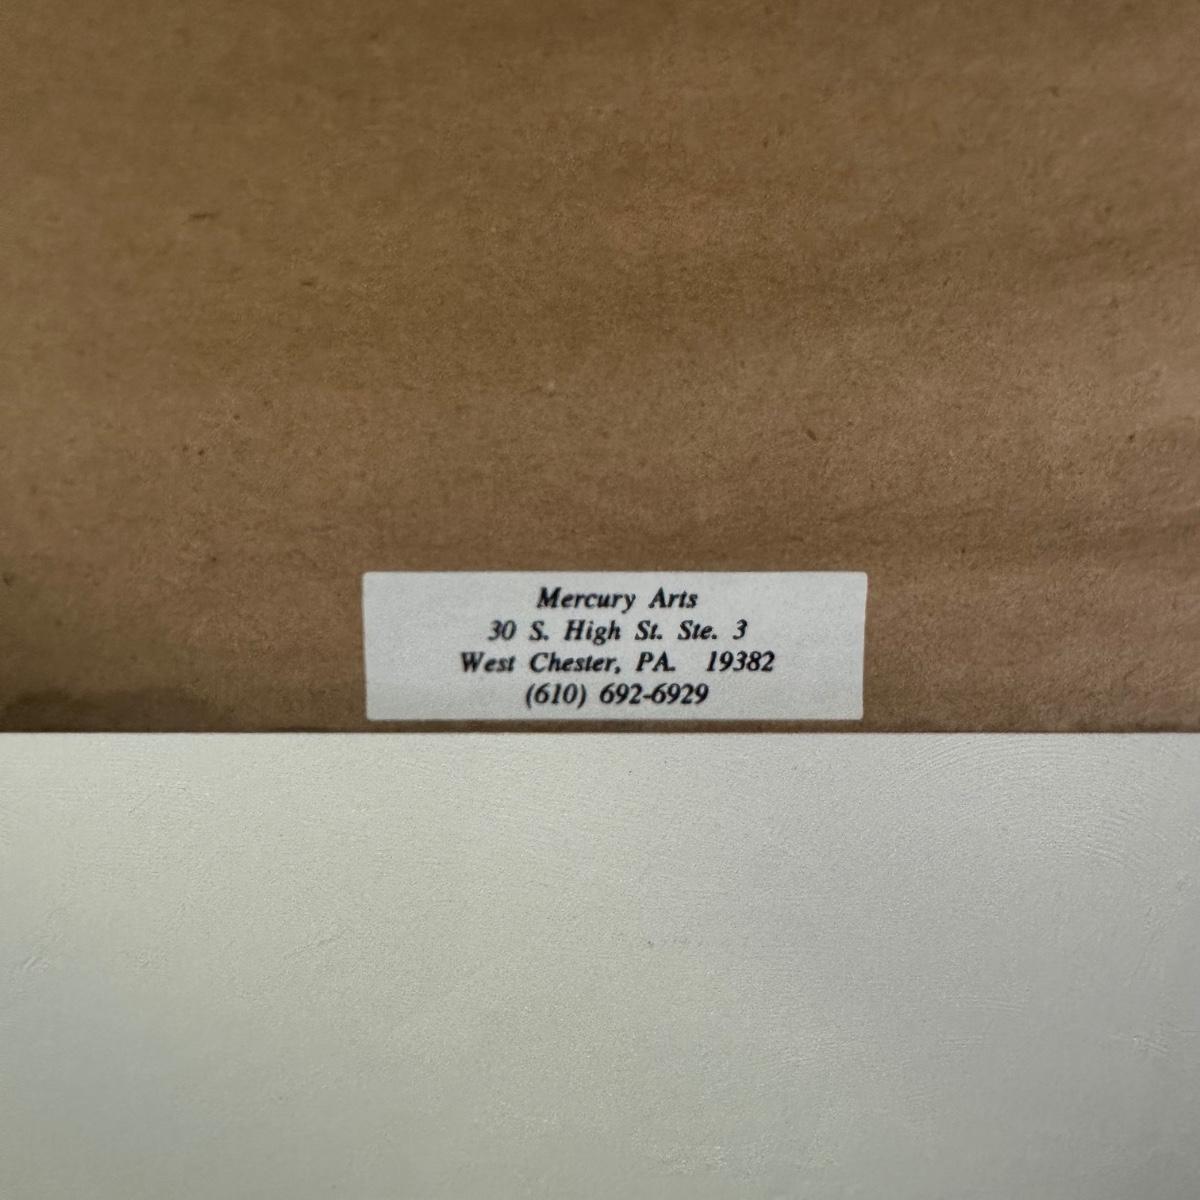 Mercury Arts
30 S. High St. Ste. 3
West Chester, PA. 19382
(610) 692-6929